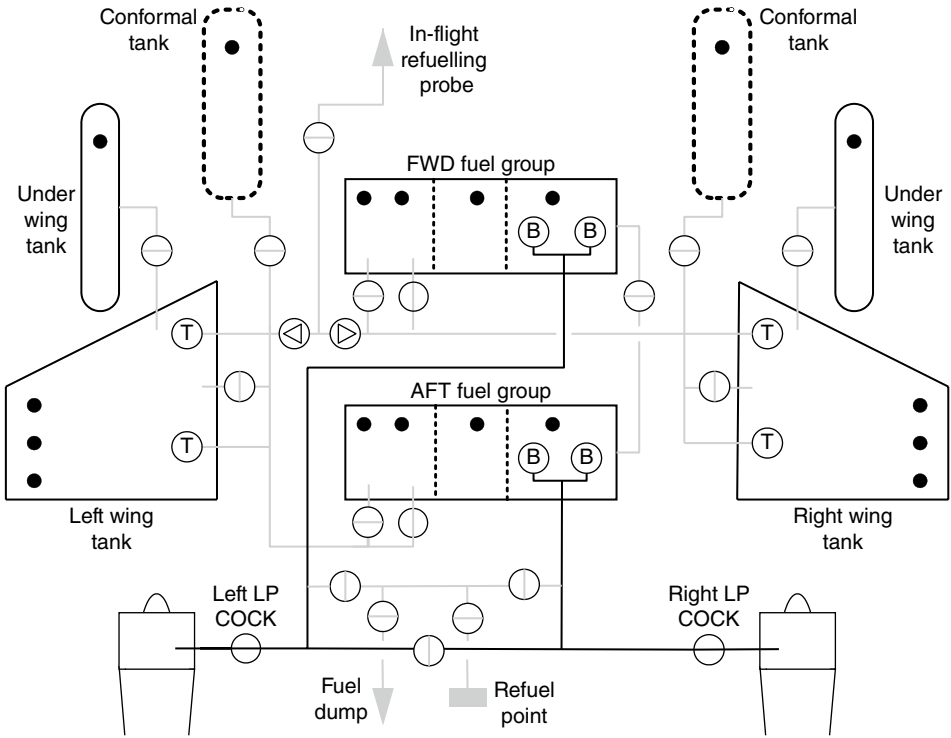 Conformal
tank
In-flight
refuelling
probe
Conformal
tank
Under
wing
tank
FWD fuel group
B
B
Under
wing
tank
T
T
AFT fuel group
B
B
T
T
Left wing
tank
Right wing
tank
Left LP
COCK
Right LP
COCK
Fuel
dump
Refuel
point